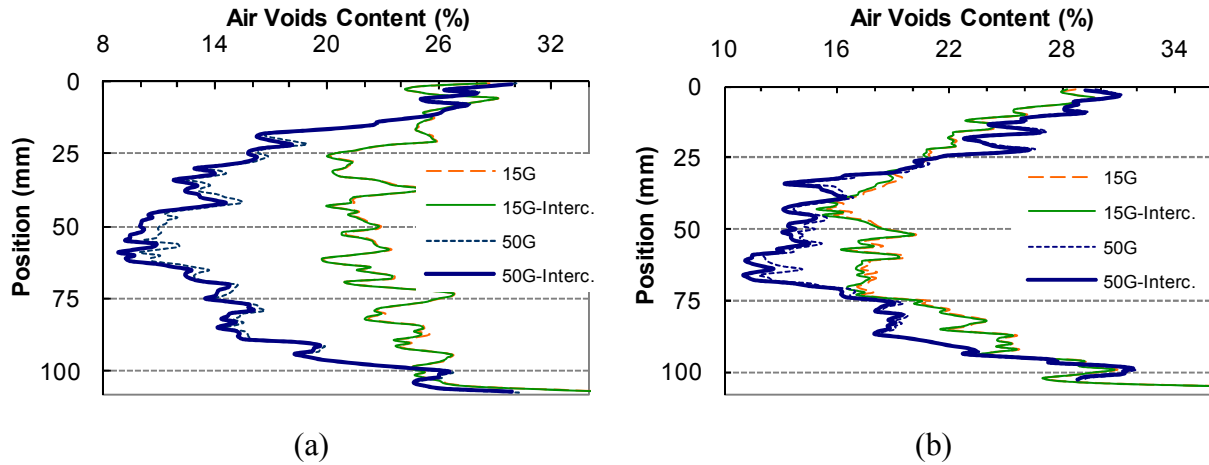 Air Voids Content (%)
8 14 20 26 32
0
25
50
75
100
Position (mm)
15G
15G-Interc.
50G
50G-Interc.
(a)
Air Voids Content (%)
10 16 22 28 34
0
25
50
75
100
Position (mm)
15G
15G-Interc.
50G
50G-Interc.
(b)